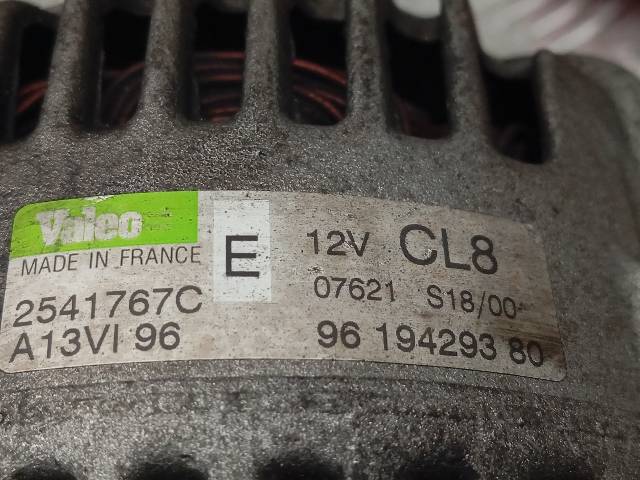 Valeo
MADE IN FRANCE
2541767C
A13VI 96
E
12V CL8
07621 S18/00
96 194293 80